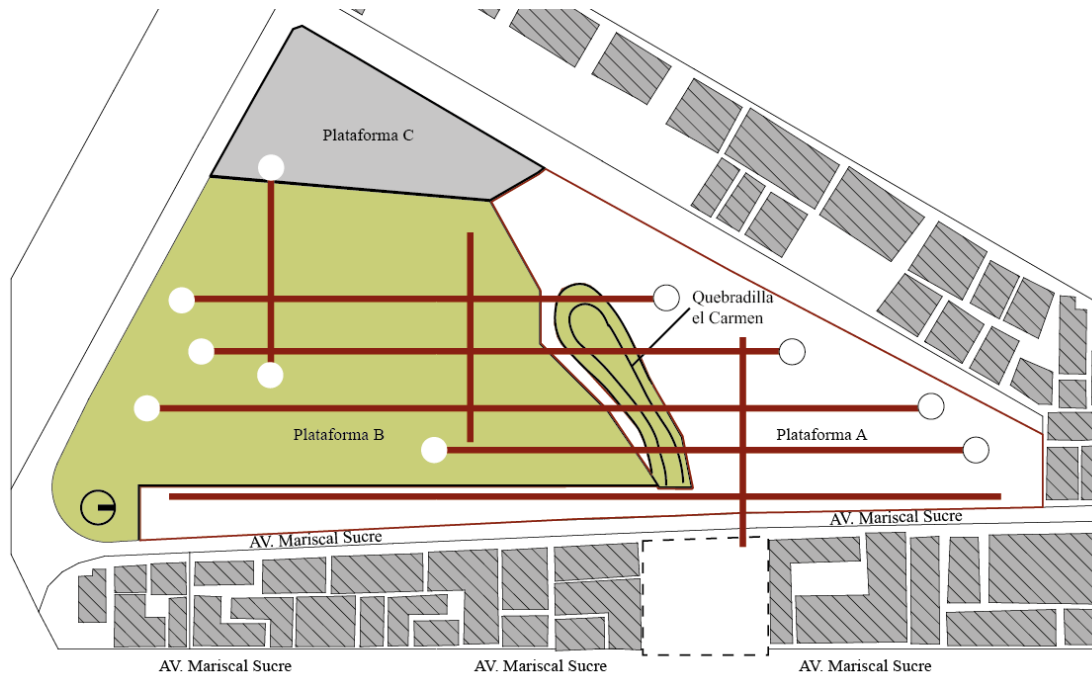 Plataforma C
Quebradilla
el Carmen
Plataforma B
Plataforma A
AV. Mariscal Sucre
AV. Mariscal Sucre
AV. Mariscal Sucre
AV. Mariscal Sucre
AV. Mariscal Sucre